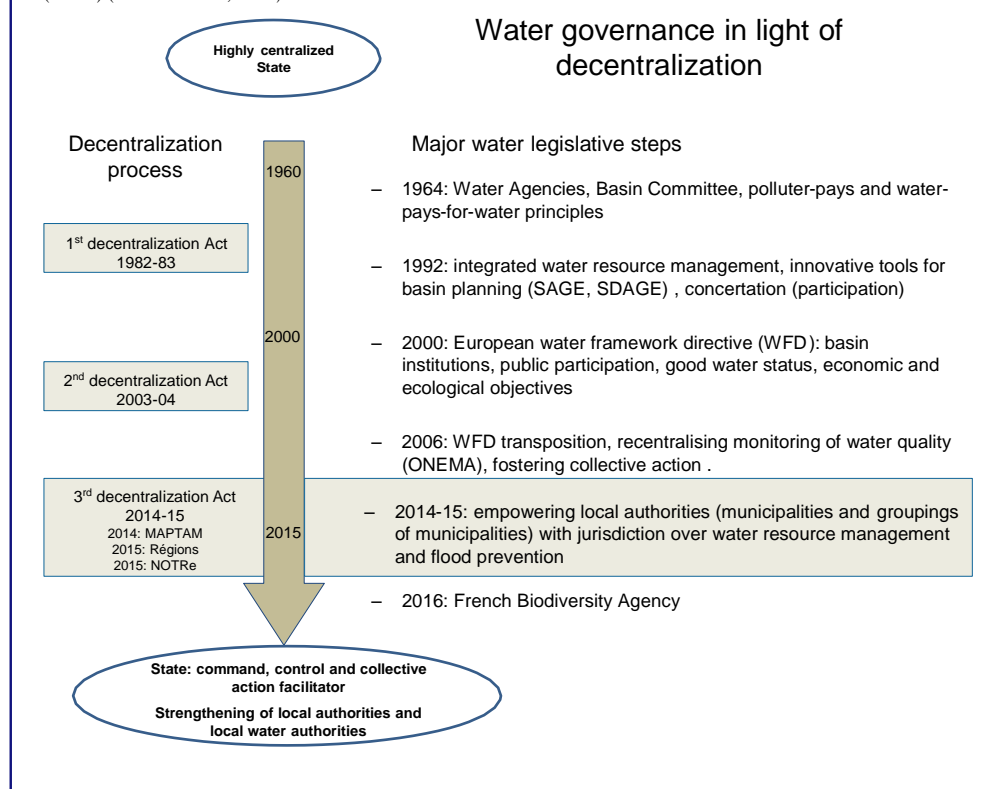 Water governance in light of
decentralization
Highly centralized
State
Decentralization
process
Major water legislative steps
1960
– 1964: Water Agencies, Basin Committee, polluter-pays and water-
pays-for-water principles
1st decentralization Act
1982-83
– 1992: integrated water resource management, innovative tools for
basin planning (SAGE, SDAGE) , concertation (participation)
2000
– 2000: European water framework directive (WFD): basin
institutions, public participation, good water status, economic and
ecological objectives
2nd decentralization Act
2003-04
– 2006: WFD transposition, recentralising monitoring of water quality
(ONEMA), fostering collective action .
3rd decentralization Act
2014-15
2014: MAPTAM
2015: Régions
2015: NOTRe
2015
– 2014-15: empowering local authorities (municipalities and groupings
of municipalities) with jurisdiction over water resource management
and flood prevention
– 2016: French Biodiversity Agency
State: command, control and collective
action facilitator
Strengthening of local authorities and
local water authorities